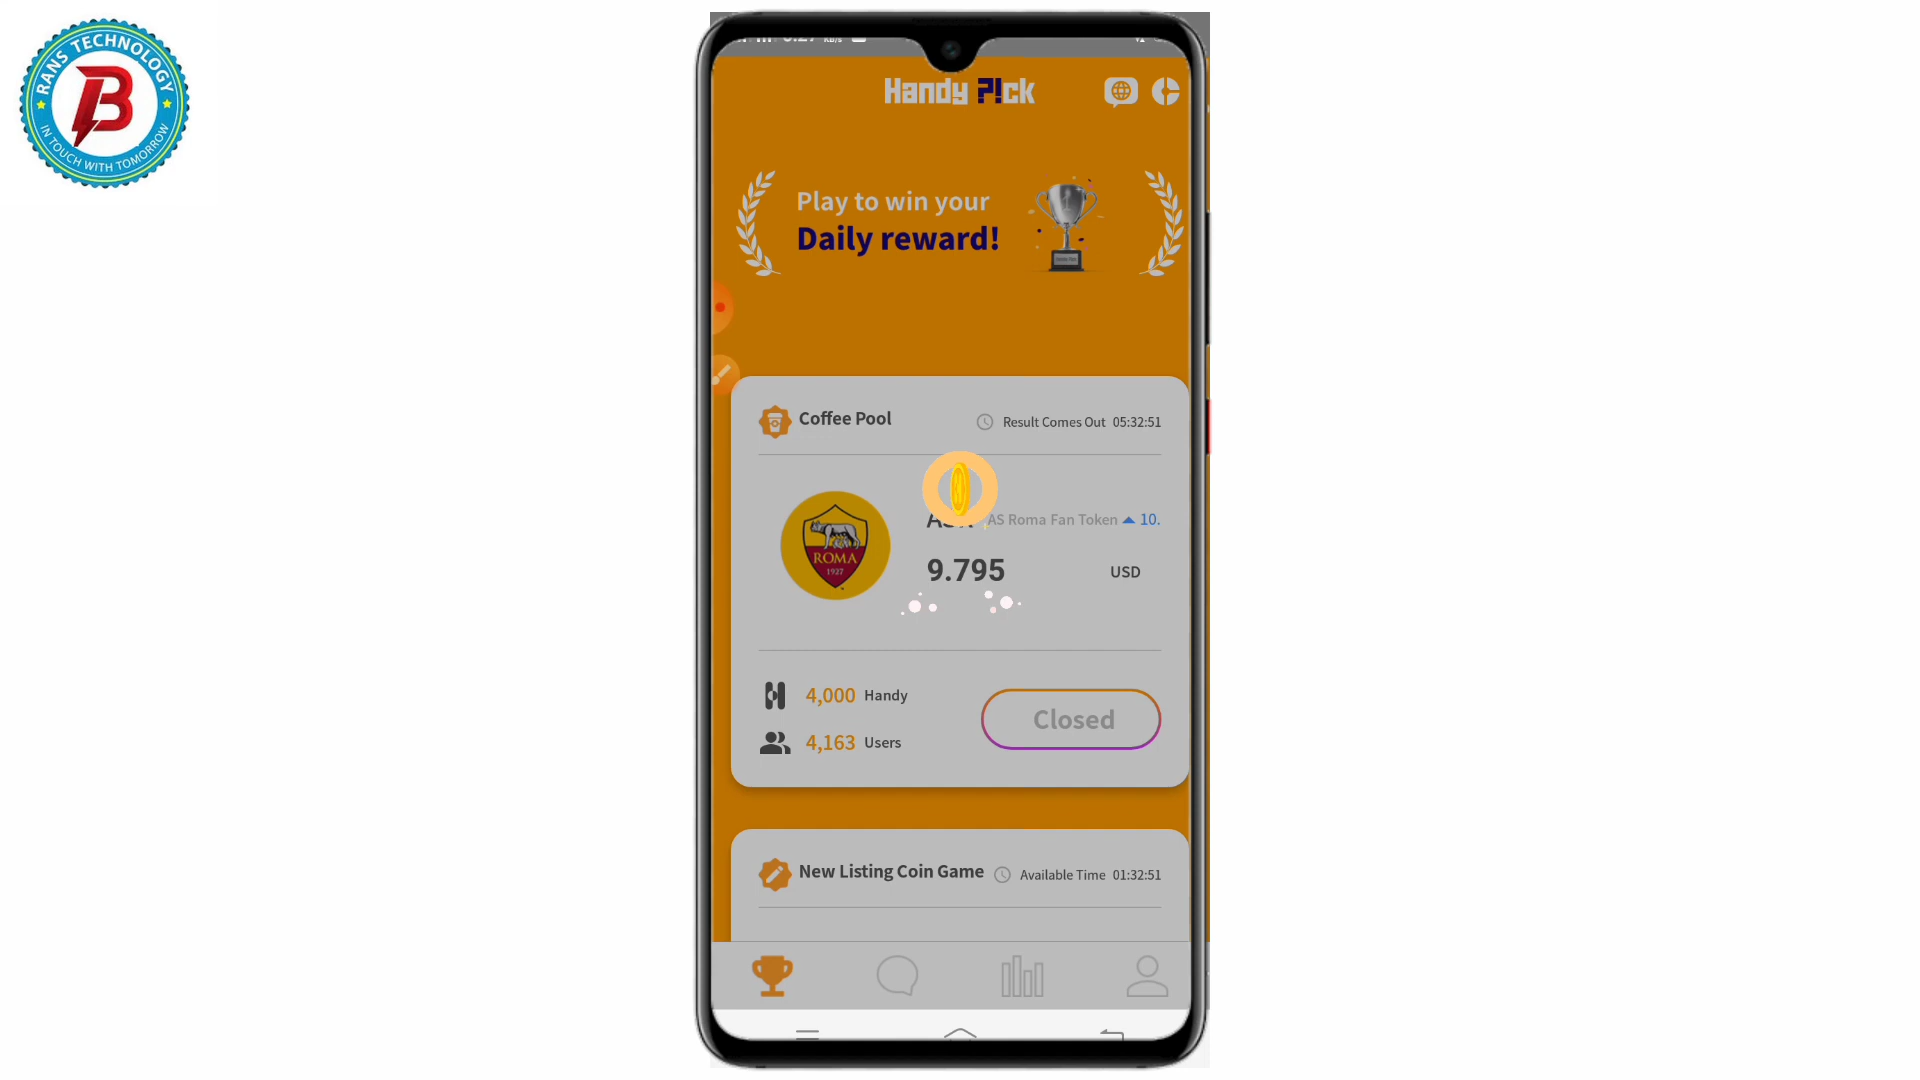 RANS TECHNOLOGY
B
IN TOUCH WITH TOMORROW
Handy ?!ck
Play to win your
Daily reward!
Coffee Pool
Result Comes Out 05:32:51
AS Roma Fan Token 10.
ROMA
1927
9.795
USD
4,000 Handy
4,163 Users
Closed
New Listing Coin Game
Available Time 01:32:51